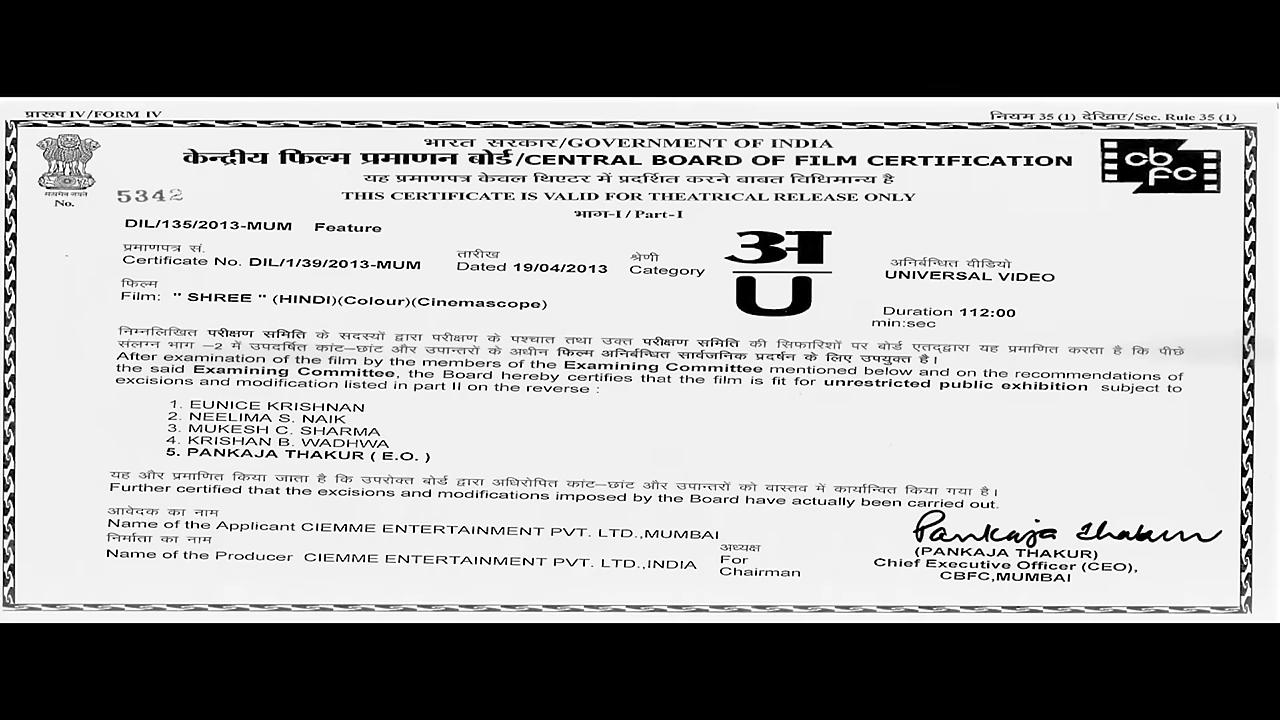 प्रारूप IV/FORM IV
नियम 35 (1) देखिए/Sec. Rule 35 (1)
भारत सरकार/GOVERNMENT OF INDIA
केन्द्रीय फिल्म प्रमाणन बोर्ड/CENTRAL BOARD OF FILM CERTIFICATION
cb
fc
यह प्रमाणपत्र केवल थिएटर में प्रदर्शित करने बाबत विधिमान्य है
सत्यमेव जयते
No. 5342
THIS CERTIFICATE IS VALID FOR THEATRICAL RELEASE ONLY
भाग-I / Part-I
DIL/135/2013-MUM Feature
प्रमाणपत्र सं.
Certificate No. DIL/1/39/2013-MUM
तारीख
Dated 19/04/2013
श्रेणी
Category
अ
U
अनिर्बन्धित वीडियो
UNIVERSAL VIDEO
फिल्म
Film: " SHREE " (HINDI)(Colour)(Cinemascope)
Duration 112:00
min:sec
निम्नलिखित परीक्षण समिति के सदस्यों द्वारा परीक्षण के पश्चात तथा उक्त परीक्षण समिति की सिफारिशों पर बोर्ड एतद्द्वारा यह प्रमाणित करता है कि पीछे
संलग्न भाग -2 में उपदर्षित कांट-छांट और उपान्तरों के अधीन फिल्म अनिर्बन्धित सार्वजनिक प्रदर्षन के लिए उपयुक्त है।
After examination of the film by the members of the Examining Committee mentioned below and on the recommendations of
the said Examining Committee, the Board hereby certifies that the film is fit for unrestricted public exhibition subject to
excisions and modification listed in part II on the reverse :
1. EUNICE KRISHNAN
2. NEELIMA S. NAIK
3. MUKESH C. SHARMA
4. KRISHAN B. WADHWA
5. PANKAJA THAKUR ( E.O. )
यह और प्रमाणित किया जाता है कि उपरोक्त बोर्ड द्वारा अधिरोपित कांट-छांट और उपान्तरों को वास्तव में कार्यान्वित किया गया है।
Further certified that the excisions and modifications imposed by the Board have actually been carried out.
आवेदक का नाम
Name of the Applicant CIEMME ENTERTAINMENT PVT. LTD.,MUMBAI
निर्माता का नाम
Name of the Producer CIEMME ENTERTAINMENT PVT. LTD.,INDIA
अध्यक्ष
For
Chairman
Pankaja Thakur
(PANKAJA THAKUR)
Chief Executive Officer (CEO),
CBFC,MUMBAI